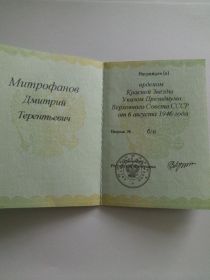 Митрофанов
Дмитрий
Терентьевич
Награжден(а)
орденом
Красной Звезды
Указом Президиума
Верховного Совета СССР
от 6 августа 1946 года
Орден № б/н